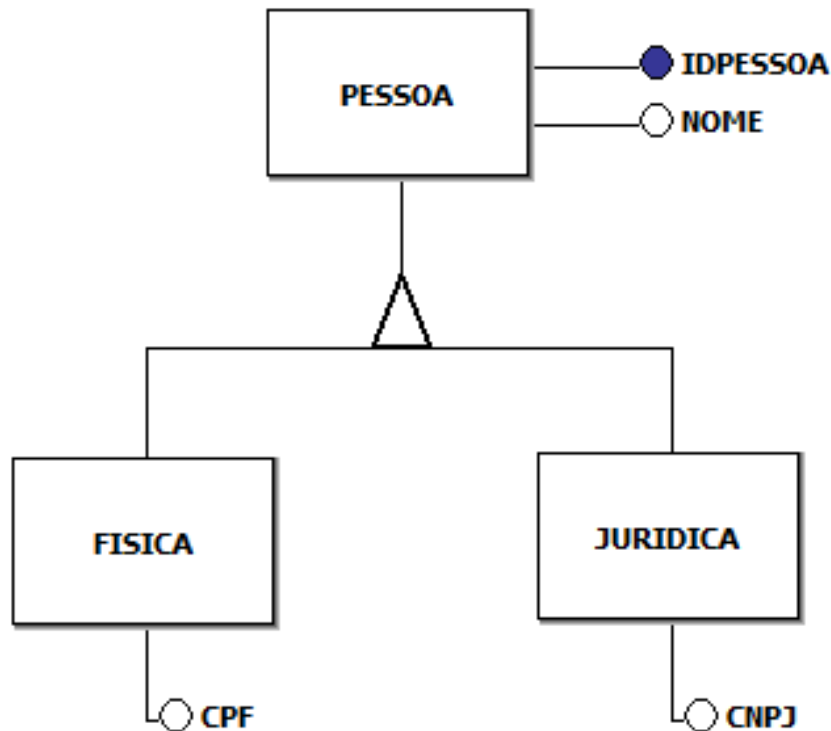 IDPESSOA
PESSOA
NOME
FISICA
JURIDICA
CPF
CNPJ